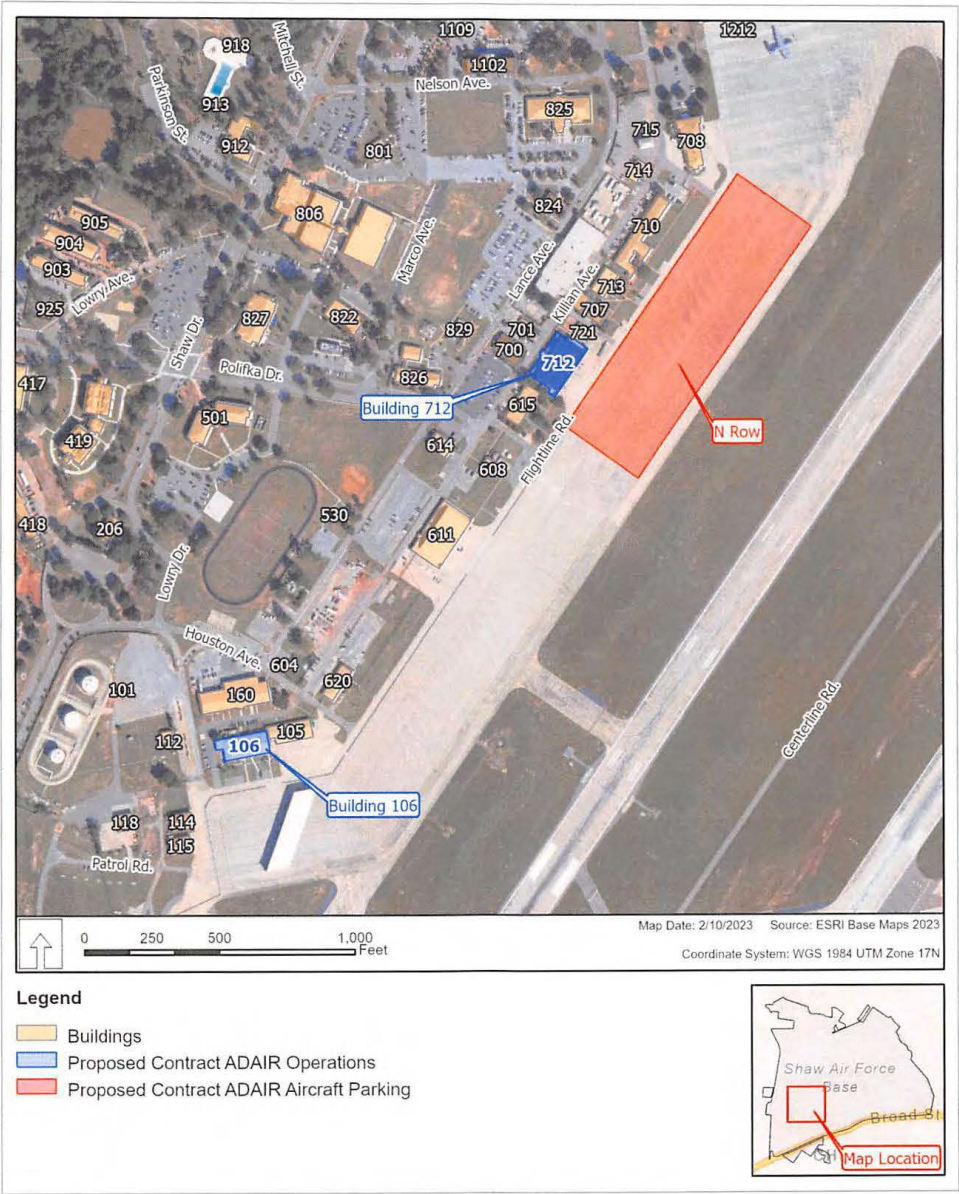 1109
1212
918
Mitchell St.
1102
Nelson Ave.
Parkinson St.
913
825
912
801
715
708
714
905
806
824
710
904
903
Marco Ave.
Lance Ave.
Lowry Ave.
925
Killian Ave.
713
707
827
822
829
701
721
Shaw Dr.
700
712
Polifka Dr.
826
417
Building 712
615
501
419
N Row
614
Flightline Rd.
608
418
206
530
611
Lowry Dr.
Houston Ave.
604
101
160
620
Centerline Rd.
105
112
106
Building 106
118
114
115
Patrol Rd.
0 250 500 1,000
Feet
Map Date: 2/10/2023 Source: ESRI Base Maps 2023
Coordinate System: WGS 1984 UTM Zone 17N
Legend
Buildings
Proposed Contract ADAIR Operations
Proposed Contract ADAIR Aircraft Parking
Shaw Air Force
Base
Broad St
Map Location